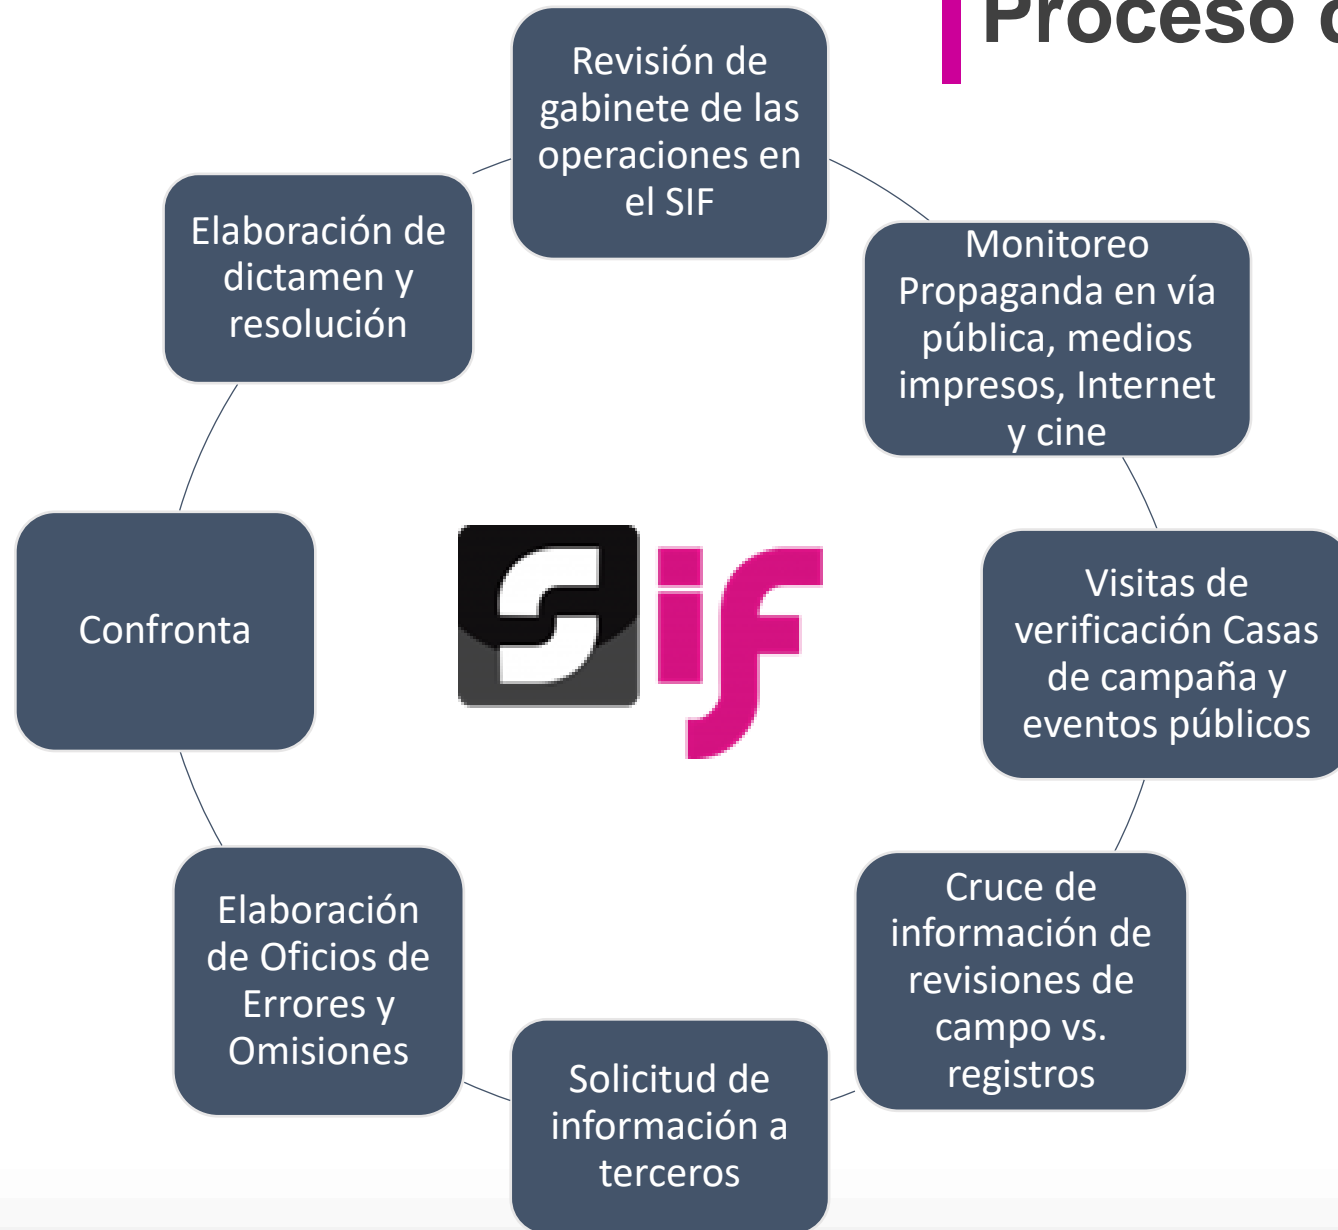 Proceso
Revisión de
gabinete de las
operaciones en
el SIF
Monitoreo
Propaganda en vía
pública, medios
impresos, Internet
y cine
Visitas de
verificación Casas
de campaña y
eventos públicos
Cruce de
información de
revisiones de
campo vs.
registros
Solicitud de
información a
terceros
Elaboración
de Oficios de
Errores y
Omisiones
Confronta
Elaboración de
dictamen y
resolución
Sif